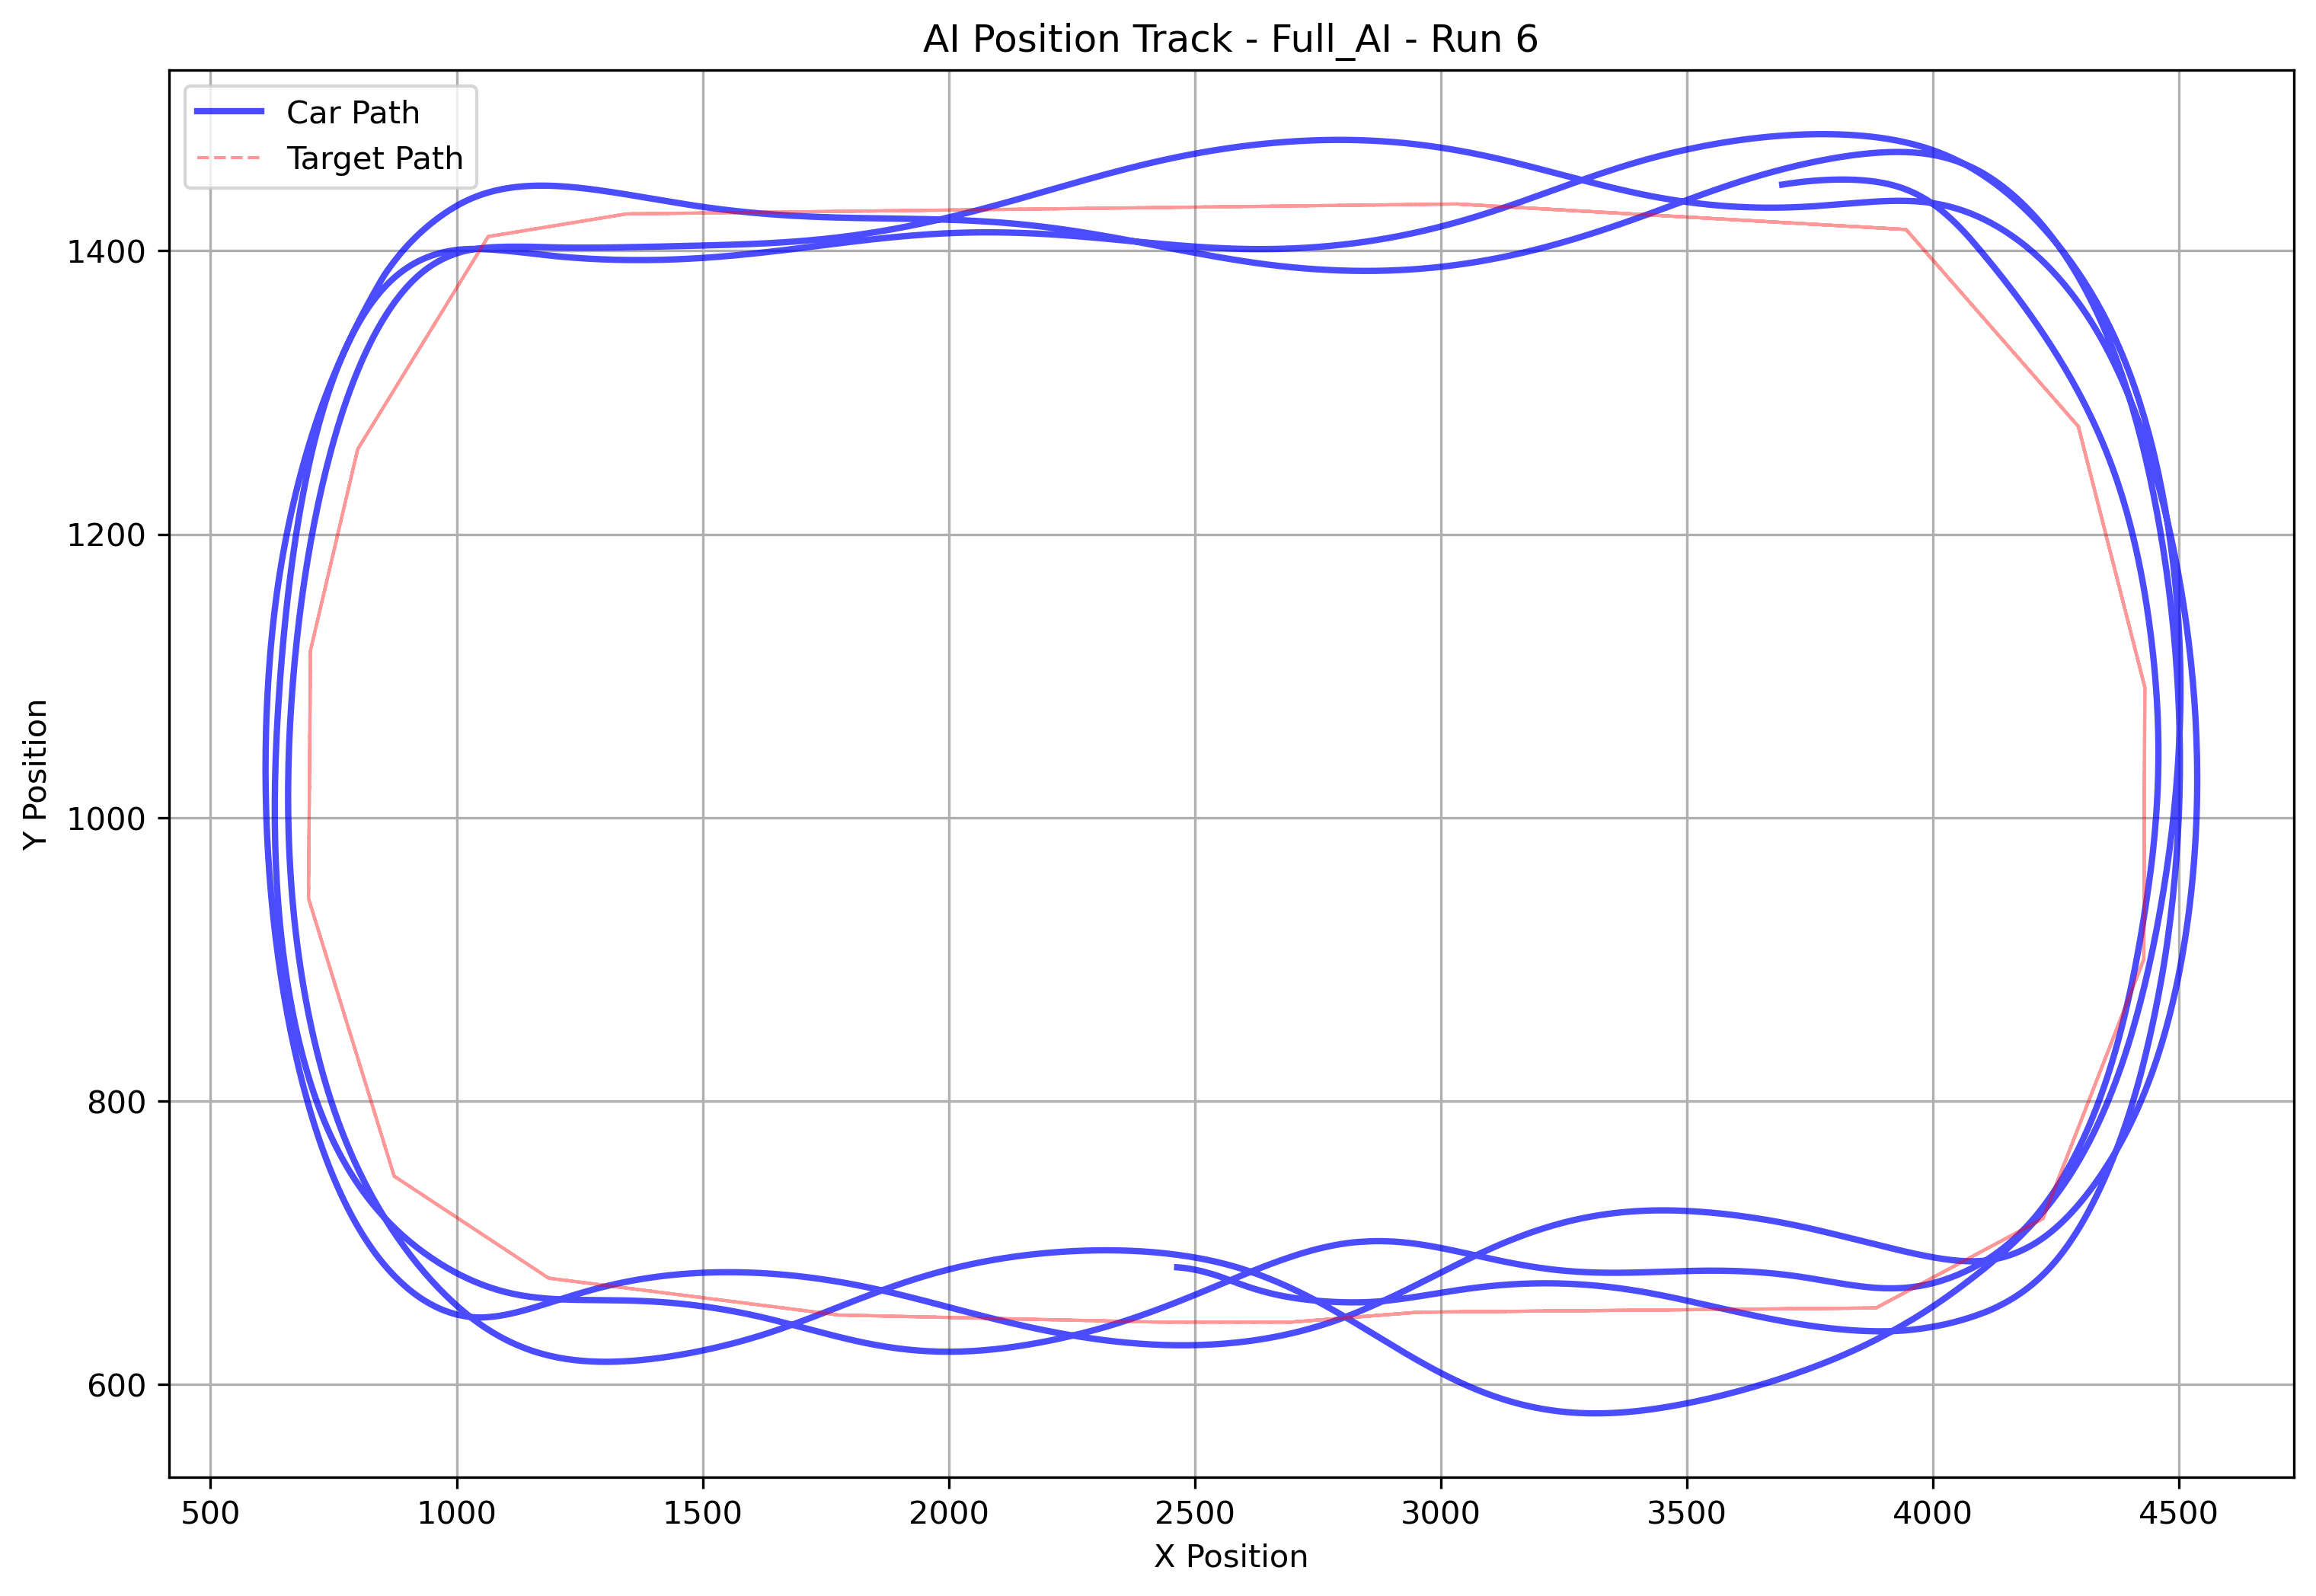 AI Position Track - Full_AI - Run 6
Car Path
Target Path
1400
1200
1000
800
600
Y Position
500 1000 1500 2000 2500 3000 3500 4000 4500
X Position